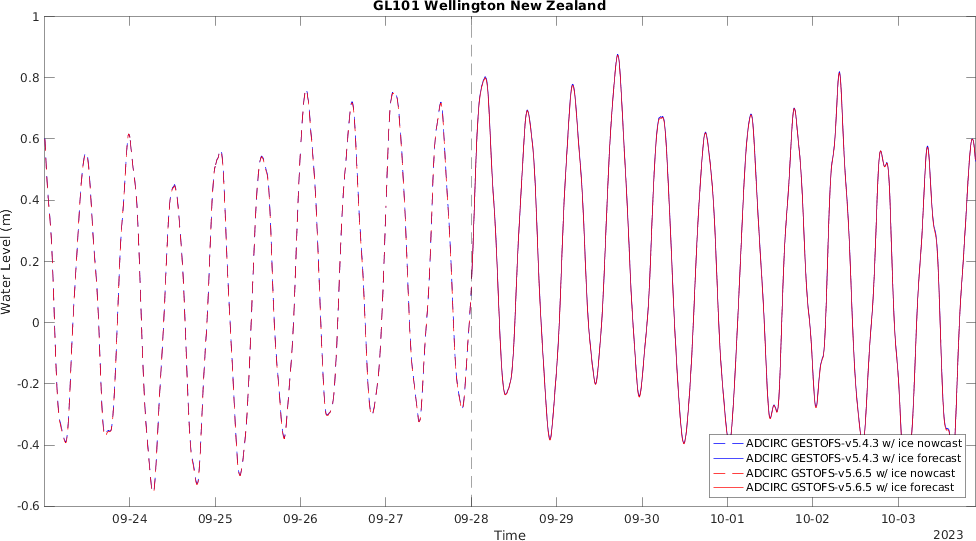 GL101 Wellington New Zealand
1
0.8
0.6
0.4
0.2
0
-0.2
-0.4
-0.6
Water Level (m)
ADCIRC GESTOFS-v5.4.3 w/ ice nowcast
ADCIRC GESTOFS-v5.4.3 w/ ice forecast
ADCIRC GSTOFS-v5.6.5 w/ ice nowcast
ADCIRC GSTOFS-v5.6.5 w/ ice forecast
09-24 09-25 09-26 09-27 09-28 09-29 09-30 10-01 10-02 10-03
Time
2023